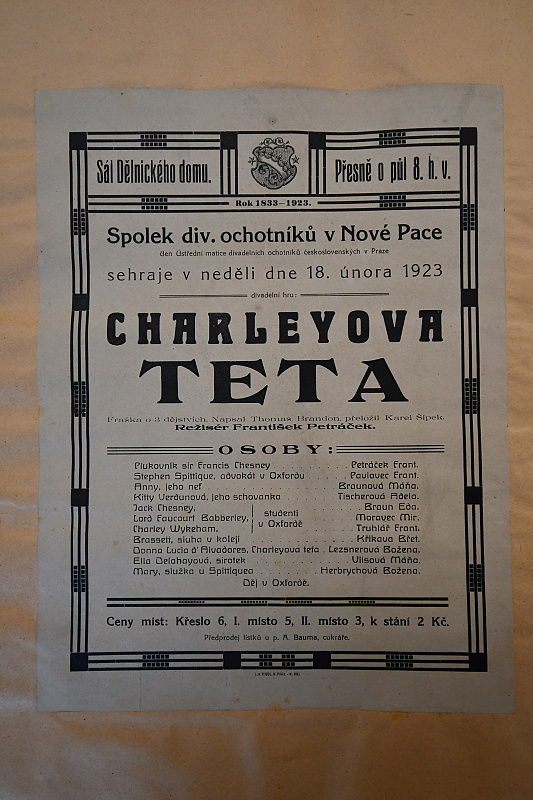 Sál Dělnického domu.
Přesně o půl 8. h. v.
Rok 1833—1923.
Spolek div. ochotníků v Nové Pace
člen Ústřední matice divadelních ochotníků československých v Praze
sehraje v neděli dne 18. února 1923
divadelní hru:
CHARLEYOVA
TETA
Fraška o 3 dějstvích. Napsal Thomas Brandon, přeložil Karel Šípek.
Režisér František Petráček.
OSOBY:
Plukovník sir Francis Chesney . . . . . . . . . . Petráček Frant.
Stephen Spittique, advokát v Oxfordu . . . . . Pavlovec Frant.
Anny, jeho neť . . . . . . . . . . Braunová Máňa.
Kitty Verdunová, jeho schovanka . . . . . . Tischerová Adela.
Jack Chesney, . . . . . . Braun Eda.
Lord Faucourt Babberley, studenti . . . . . . Moravec Mir.
Charley Wykeham, v Oxfordě . . . . . . Truhlář Frant.
Brassett, sluha v koleji . . . . . . . . . . Křikava Břet.
Donna Lucia d'Alvadores, Charleyova teta . Lezsnerová Božena.
Ella Delahayová, sirotek . . . . . . . . Vlisová Máňa.
Mary, služka u Spittiquea . . . . . . Herbrychová Božena.
Děj v Oxfordě.
Ceny míst: Křeslo 6, I. místo 5, II. místo 3, k stání 2 Kč.
Předprodej lístků u p. A. Bauma, cukráře.